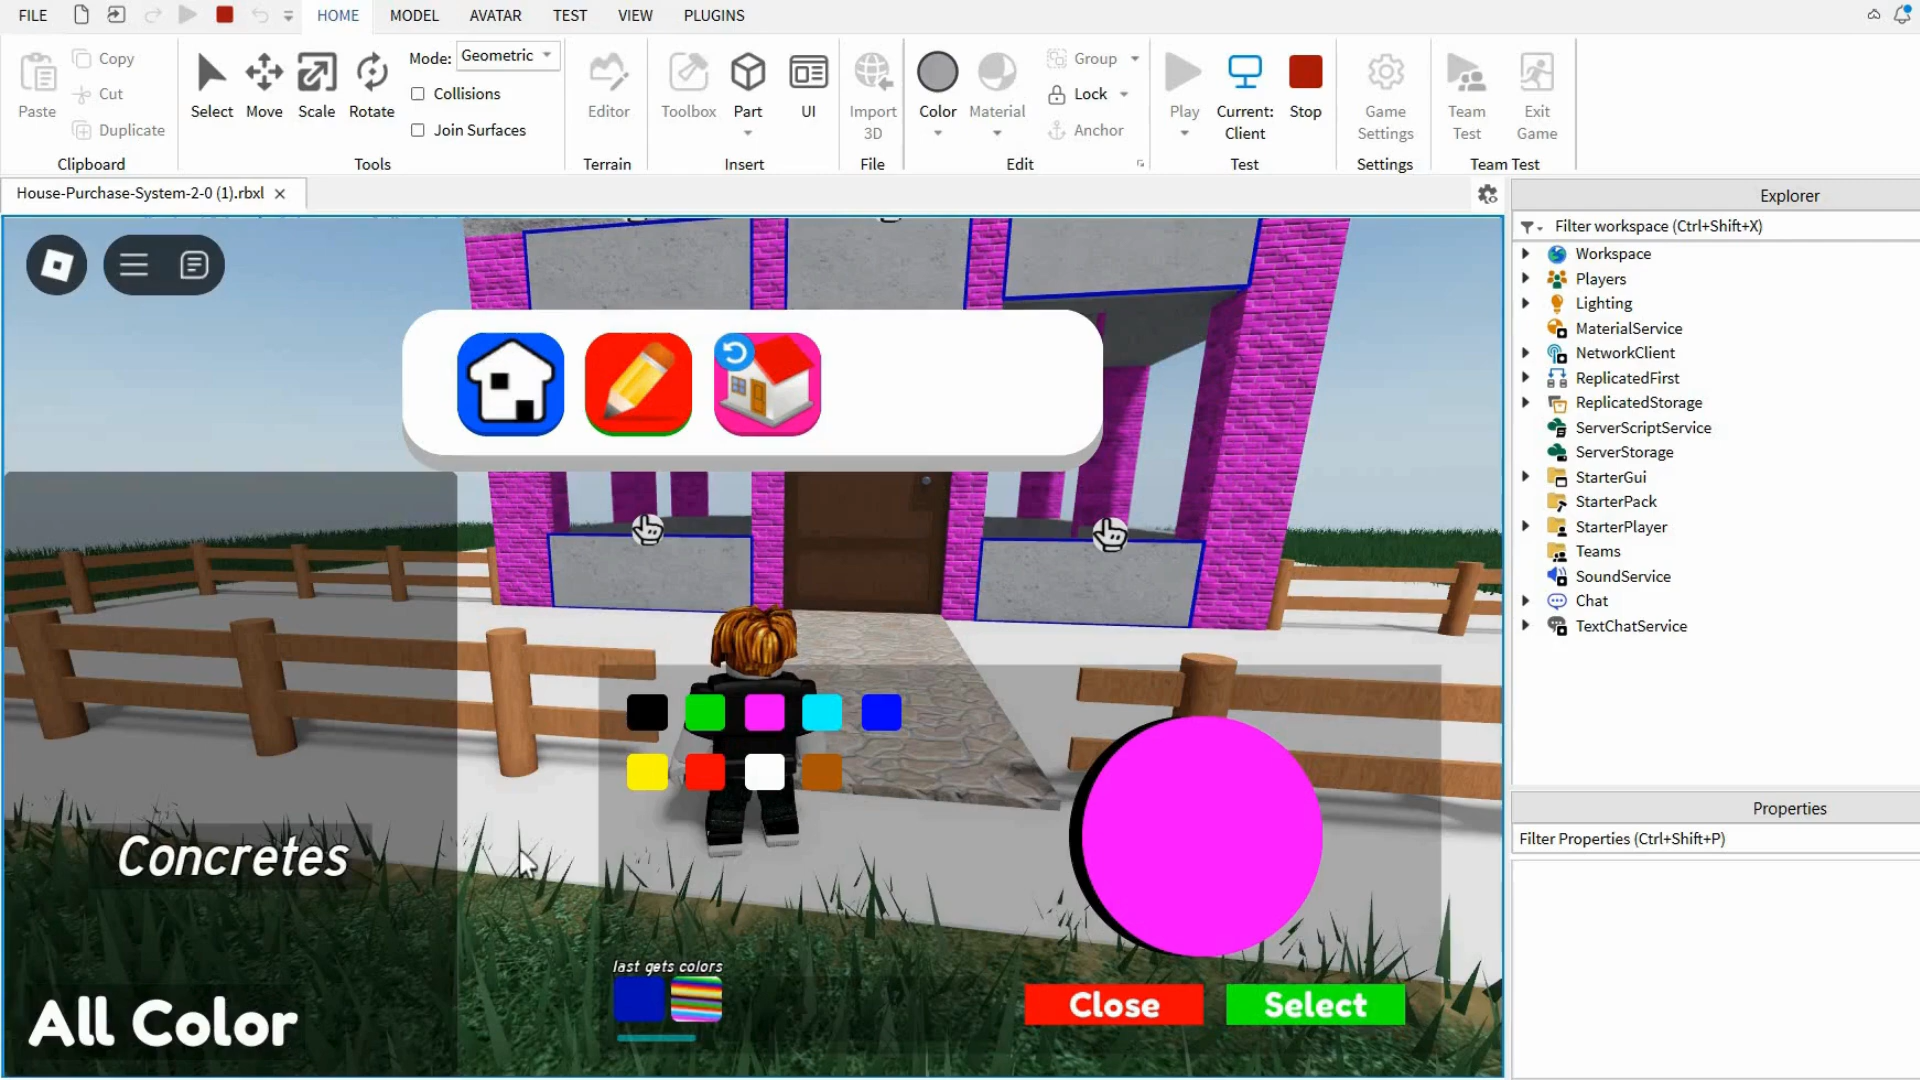 FILE HOME MODEL AVATAR TEST VIEW PLUGINS
Paste Copy Cut Duplicate
Clipboard
Select Move Scale Rotate
Mode: Geometric
Collisions
Join Surfaces
Tools
Editor
Terrain
Toolbox Part UI
Insert
Import 3D
File
Color Material
Group
Lock
Anchor
Edit
Play Current: Client Stop
Test
Game Settings
Settings
Team Test Exit Game
Team Test
House-Purchase-System-2-0 (1).rbxl
Explorer
Filter workspace (Ctrl+Shift+X)
Workspace
Players
Lighting
MaterialService
NetworkClient
ReplicatedFirst
ReplicatedStorage
ServerScriptService
ServerStorage
StarterGui
StarterPack
StarterPlayer
Teams
SoundService
Chat
TextChatService
Properties
Filter Properties (Ctrl+Shift+P)
Concretes
All Color
last gets colors
Close Select